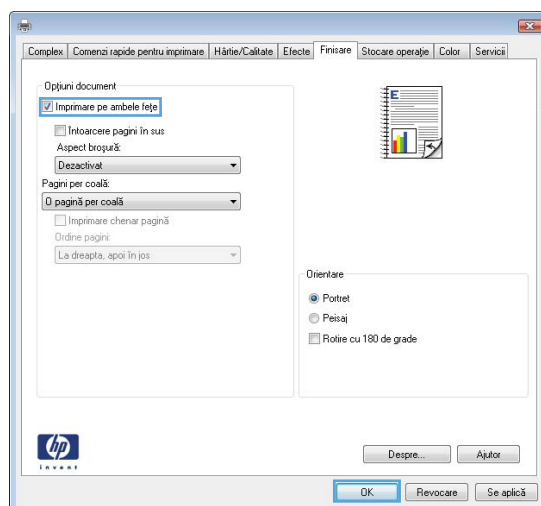 Complex Comenzi rapide pentru imprimare Hârtie/Calitate Efecte Finisare Stocare operaţie Color Servicii
Opţiuni document
Imprimare pe ambele feţe
Întoarcere pagini în sus
Aspect broşură:
Dezactivat
Pagini per coală:
O pagină per coală
Imprimare chenar pagină
Ordine pagini:
La dreapta, apoi în jos
E
Orientare
Portret
Peisaj
Rotire cu 180 de grade
hp
invent
Despre... Ajutor
OK Revocare Se aplică